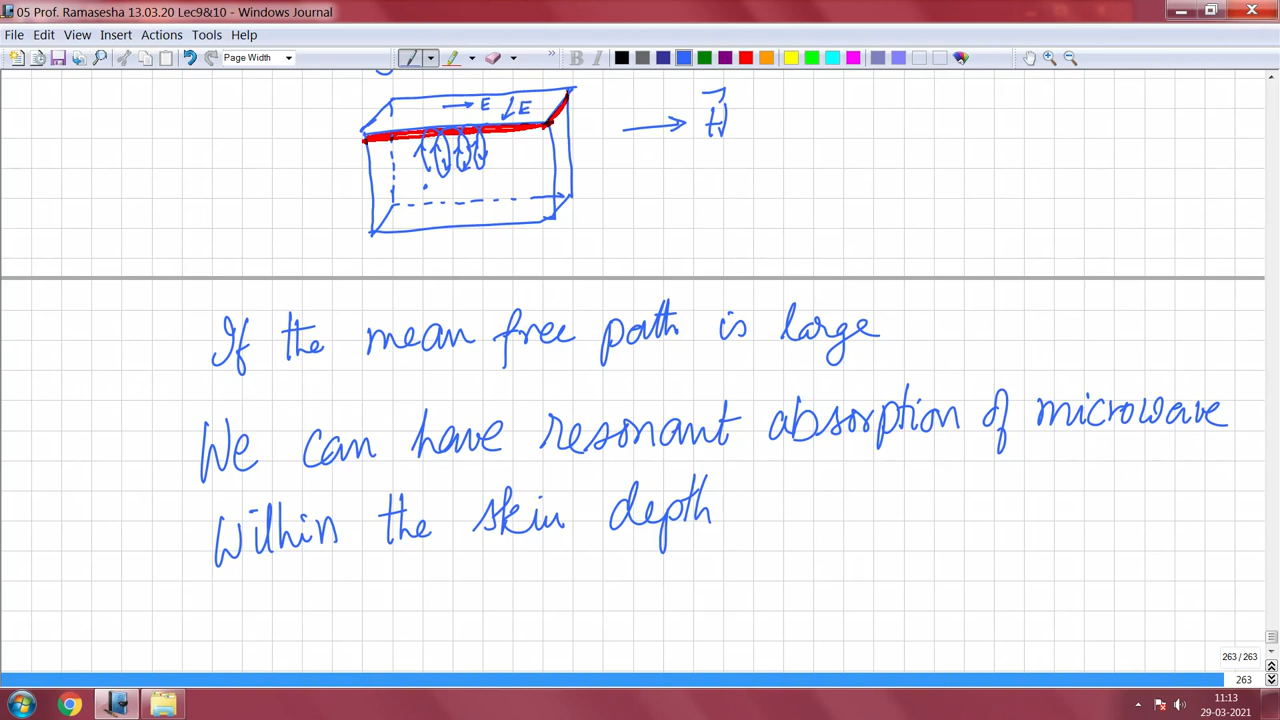 05 Prof. Ramasesha 13.03.20 Lec9&10 - Windows Journal
File Edit View Insert Actions Tools Help
Page Width
B I
E E
H
If the mean free path is large
We can have resonant absorption of microwave
Within the skin depth
263 / 263
263
11:13
29-03-2021